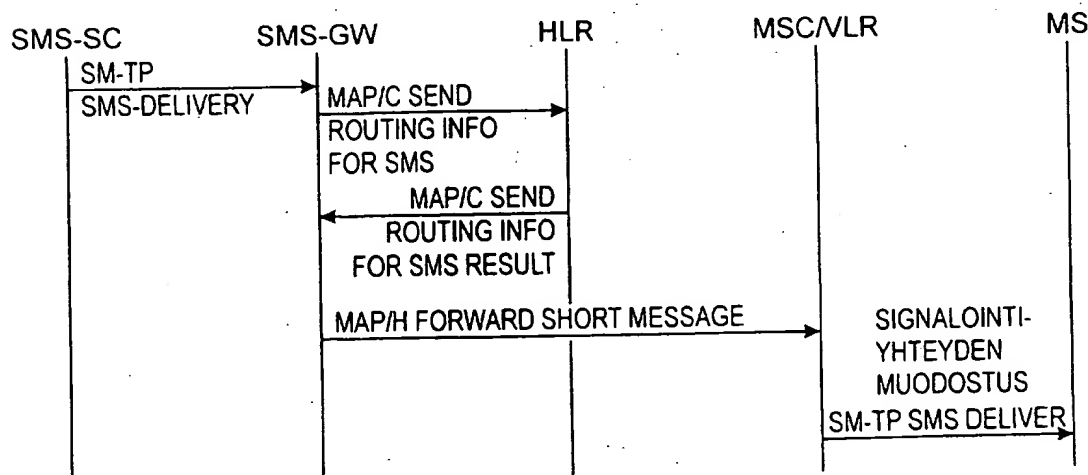 SMS-SC SMS-GW HLR MSC/VLR MS
SM-TP
SMS-DELIVERY
MAP/C SEND
ROUTING INFO
FOR SMS
MAP/C SEND
ROUTING INFO
FOR SMS RESULT
MAP/H FORWARD SHORT MESSAGE
SIGNALOINTI-
YHTEYDEN
MUODOSTUS
SM-TP SMS DELIVER